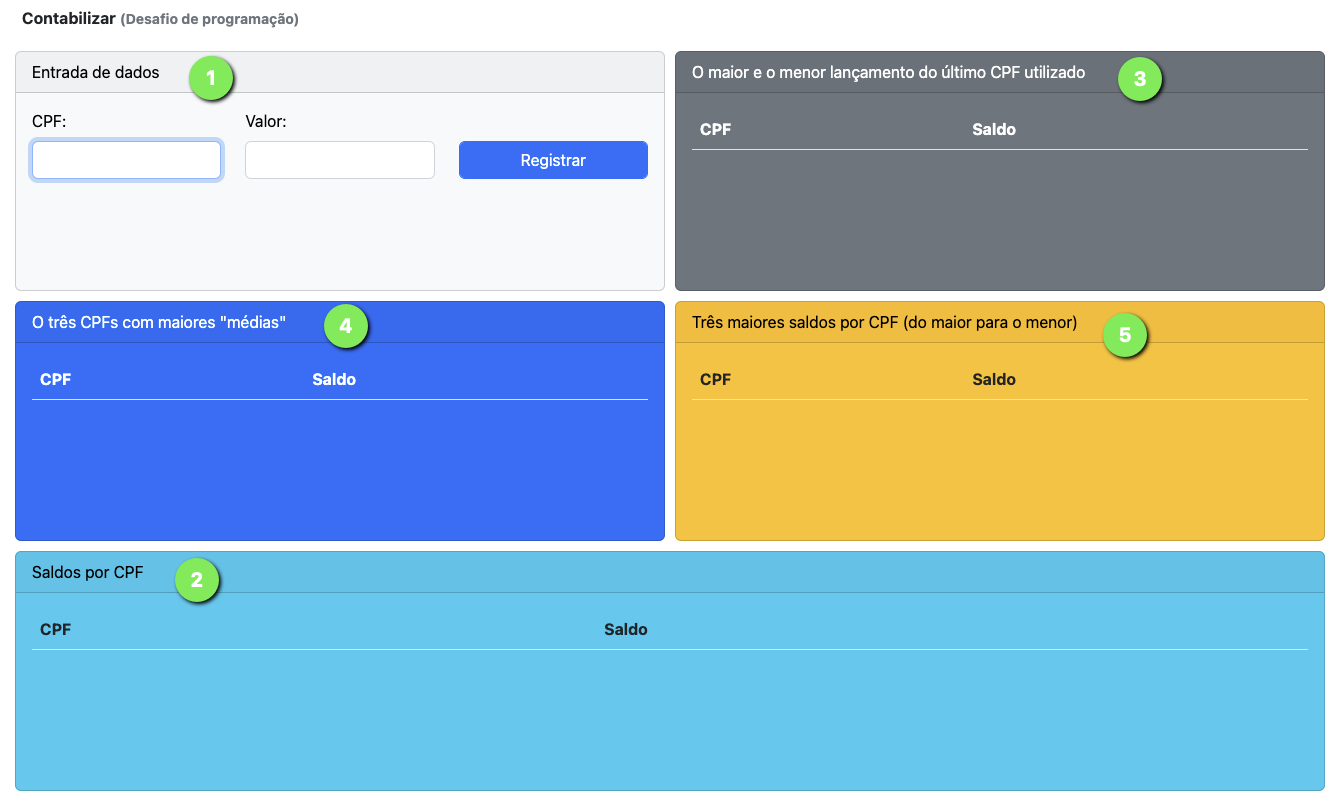 Contabilizar (Desafio de programação)
Entrada de dados 1
CPF: Valor:
Registrar
O maior e o menor lançamento do último CPF utilizado 3
CPF Saldo
O três CPFs com maiores "médias" 4
CPF Saldo
Três maiores saldos por CPF (do maior para o menor) 5
CPF Saldo
Saldos por CPF 2
CPF Saldo